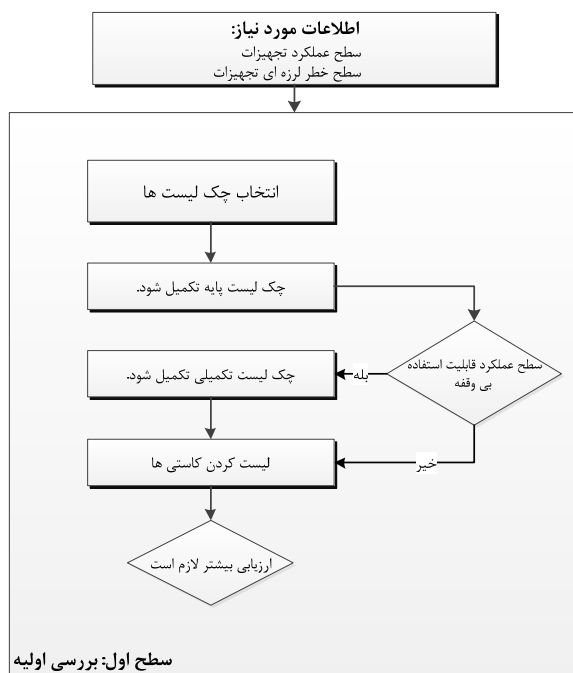 اطلاعات مورد نیاز:
سطح عملکرد تجهیزات
سطح خطر لرزه ای تجهیزات
انتخاب چک لیست ها
چک لیست پایه تکمیل شود.
سطح عملکرد قابلیت استفاده
بی وقفه
بله
چک لیست تکمیلی تکمیل شود.
خیر
لیست کردن کاستی ها
ارزیابی بیشتر لازم است
سطح اول: بررسی اولیه